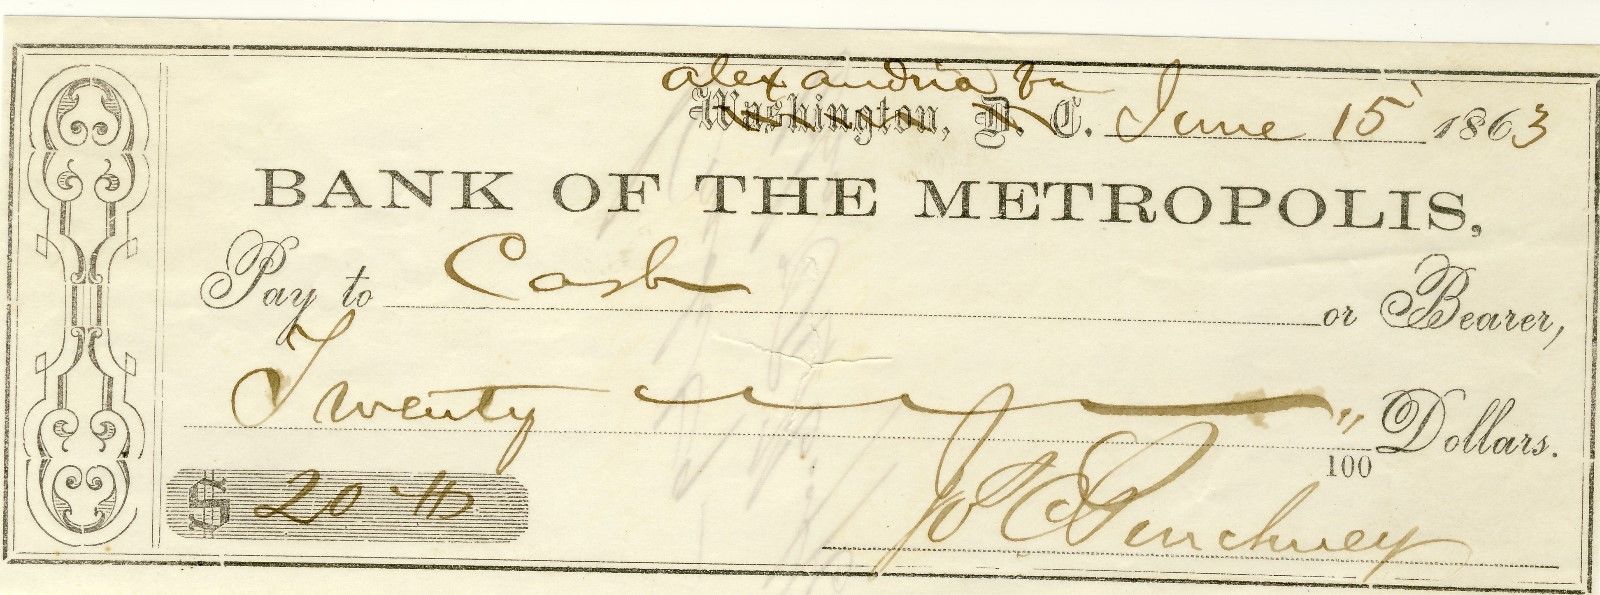 Alexandria Va
Washington, D. C. June 15 1863
BANK OF THE METROPOLIS,
Pay to Cash or Bearer,
Twenty " Dollars.
100
$ 20
Pinckney